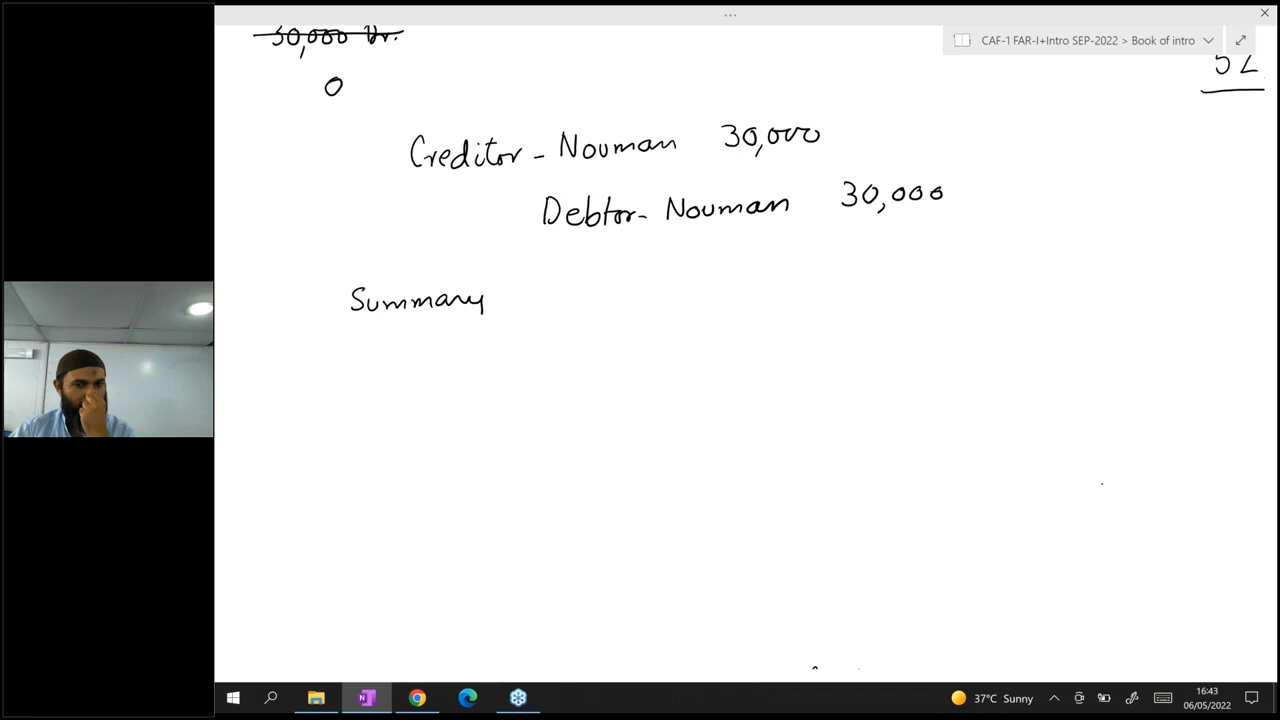 30,000 Dr.
CAF-1 FAR-I+Intro SEP-2022 > Book of intro
0
Creditor - Nouman 30,000
Debtor - Nouman 30,000
Summary
37°C Sunny
16:43
06/05/2022